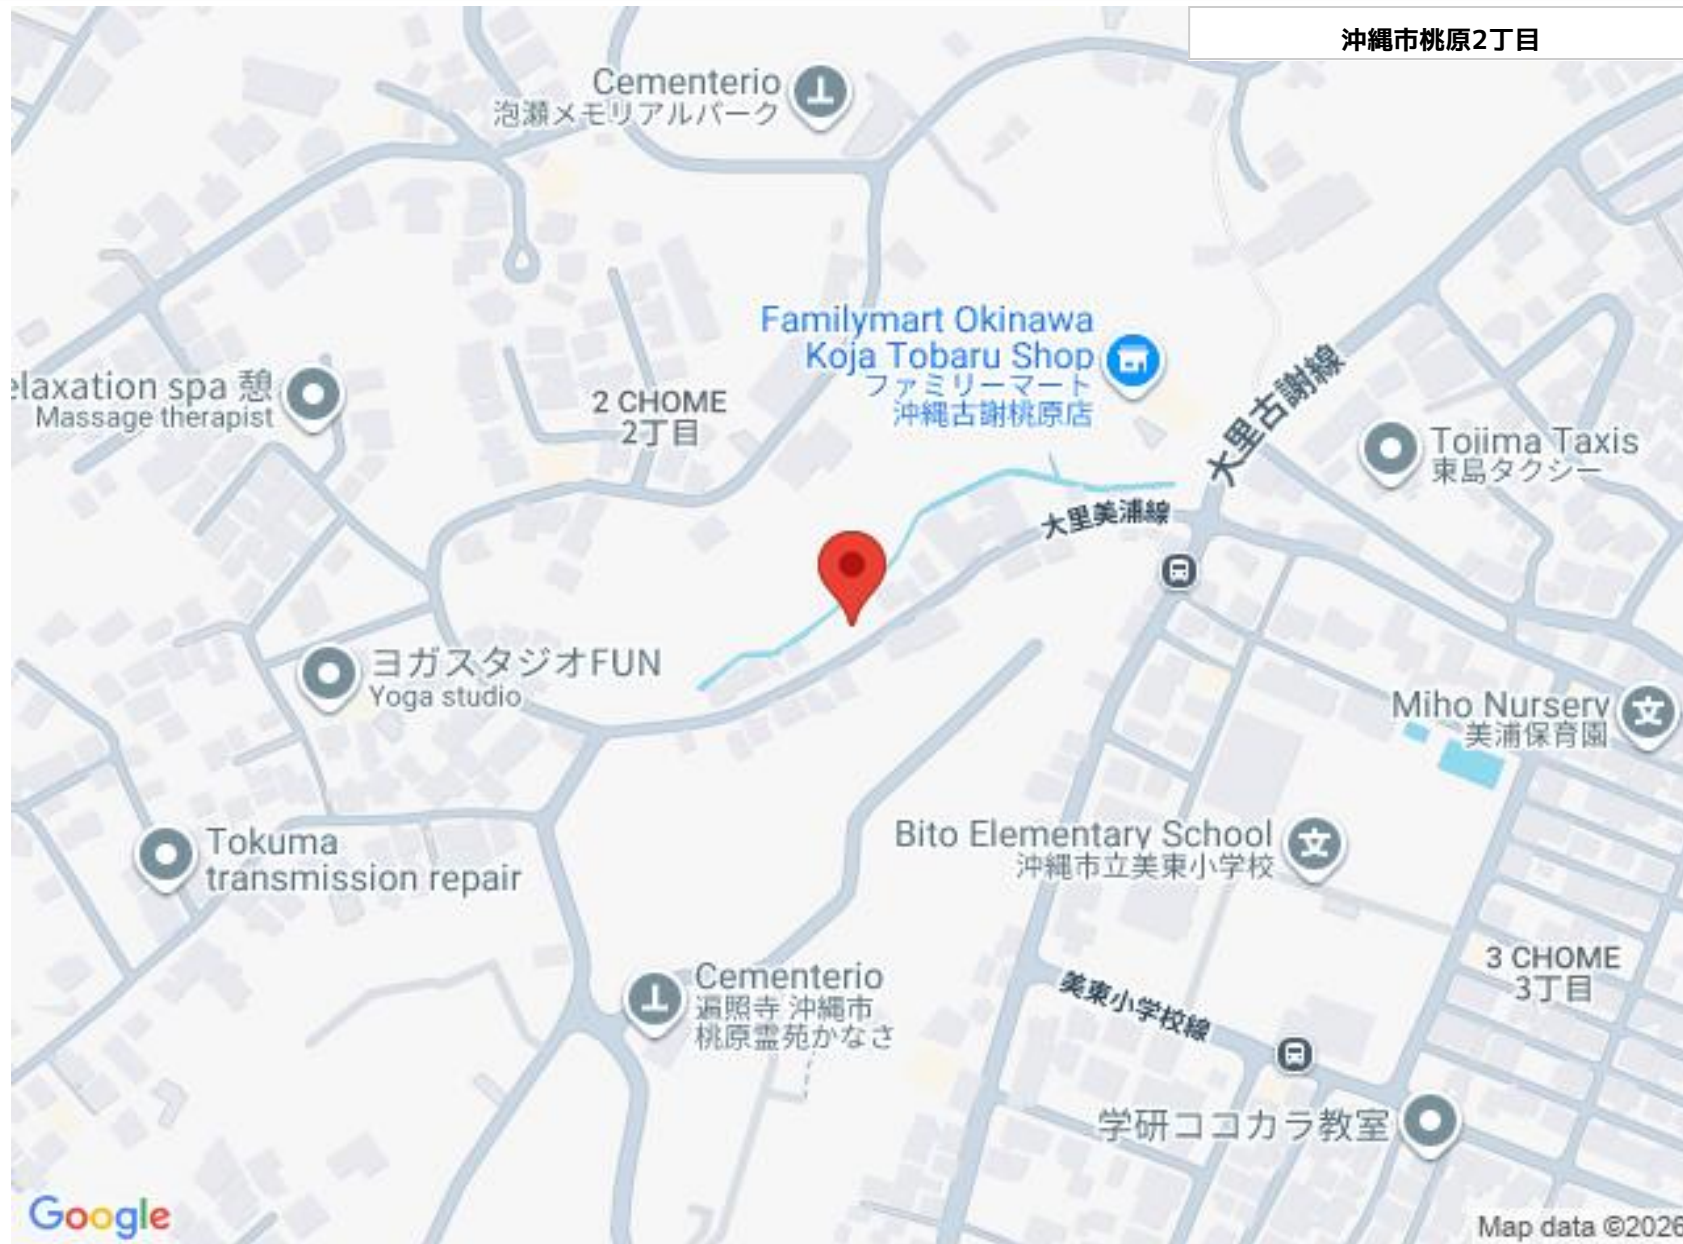 沖縄市桃原2丁目
Cementerio
泡瀬メモリアルパーク
Familymart Okinawa
Koja Tobaru Shop
ファミリーマート
沖縄古謝桃原店
elaxation spa 憩
Massage therapist
2 CHOME
2丁目
大里古謝線
Tojima Taxis
東島タクシー
大里美浦線
ヨガスタジオFUN
Yoga studio
Miho Nursery
美浦保育園
Tokuma
transmission repair
Bito Elementary School
沖縄市立美東小学校
Cementerio
遍照寺 沖縄市
桃原霊苑かなさ
3 CHOME
3丁目
美東小学校線
学研ココカラ教室
Google
Map data ©2026